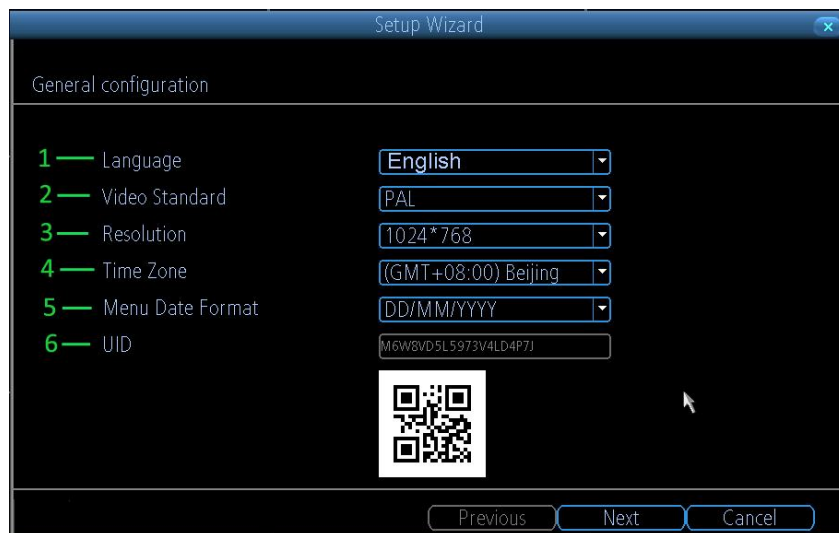 Setup Wizard
General configuration
1 Language English
2 Video Standard PAL
3 Resolution 1024*768
4 Time Zone (GMT+08:00) Beijing
5 Menu Date Format DD/MM/YYYY
6 UID M6W8VD5L5973V4LD4P7J
Previous Next Cancel